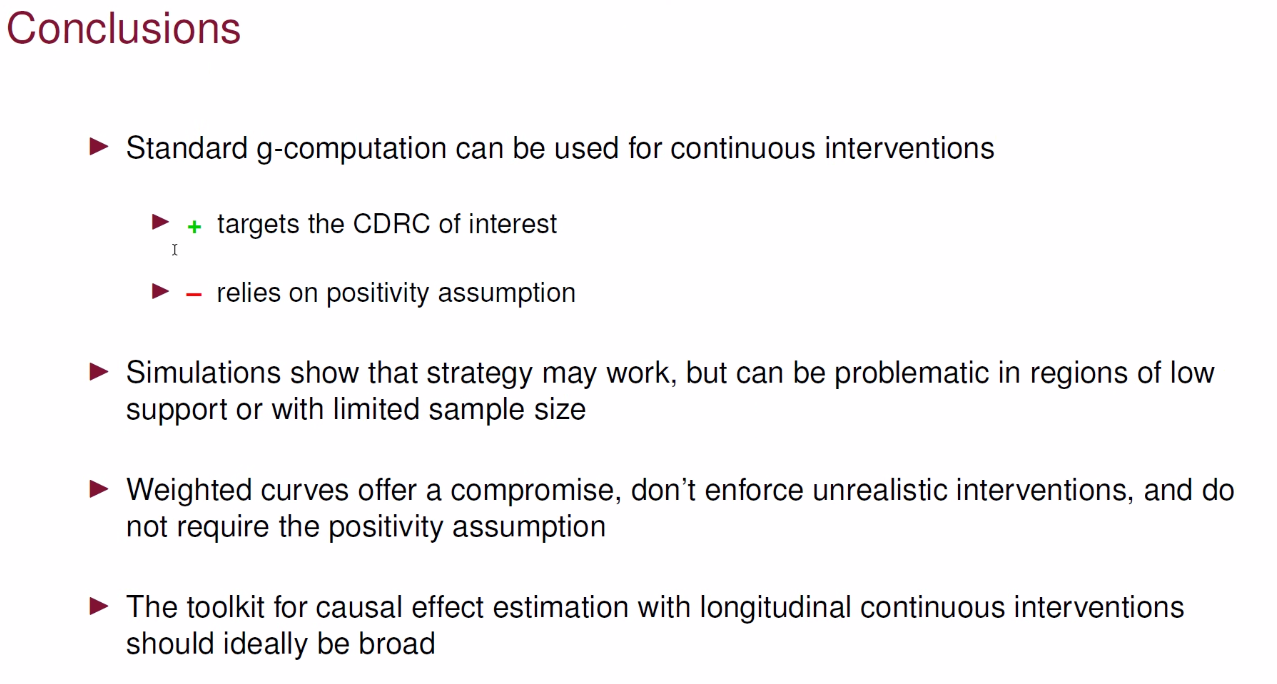 Conclusions
Standard g-computation can be used for continuous interventions
+ targets the CDRC of interest
– relies on positivity assumption
Simulations show that strategy may work, but can be problematic in regions of low
support or with limited sample size
Weighted curves offer a compromise, don't enforce unrealistic interventions, and do
not require the positivity assumption
The toolkit for causal effect estimation with longitudinal continuous interventions
should ideally be broad